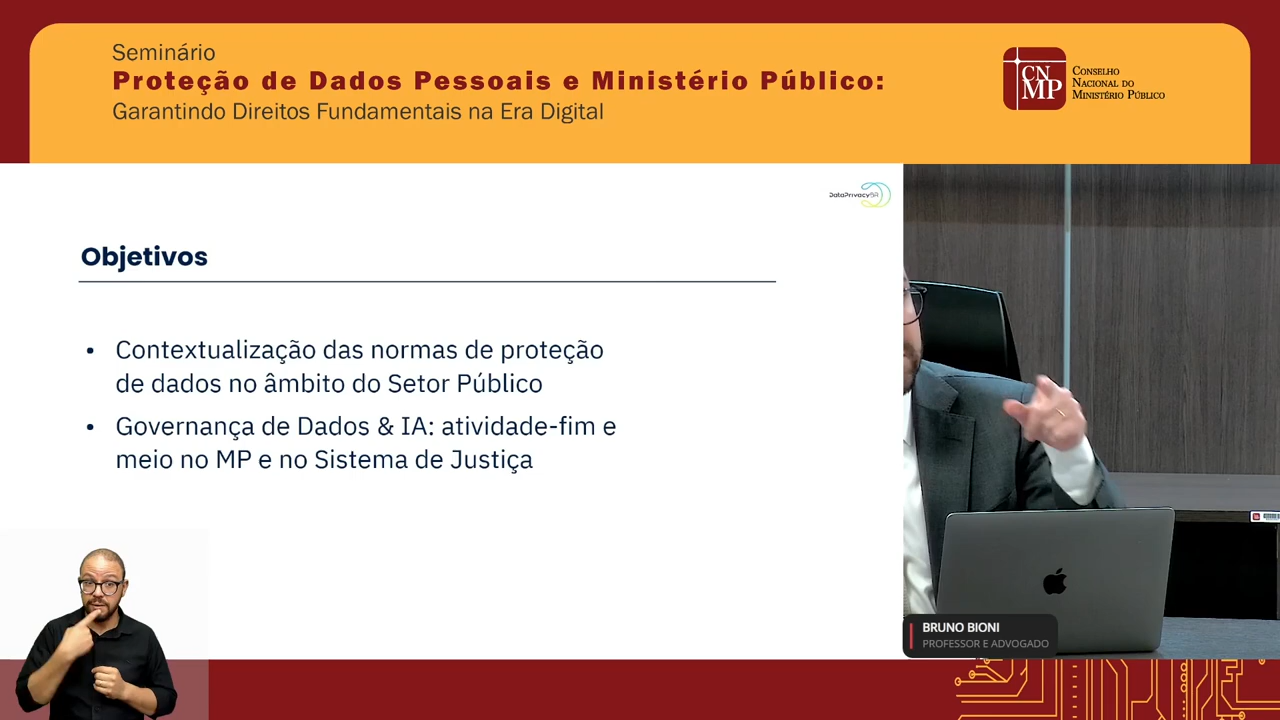 Seminário
Proteção de Dados Pessoais e Ministério Público:
Garantindo Direitos Fundamentais na Era Digital
CN
MP
Conselho
Nacional do
Ministério Público
DataPrivacyBR
Objetivos
• Contextualização das normas de proteção
de dados no âmbito do Setor Público
• Governança de Dados & IA: atividade-fim e
meio no MP e no Sistema de Justiça
BRUNO BIONI
PROFESSOR E ADVOGADO